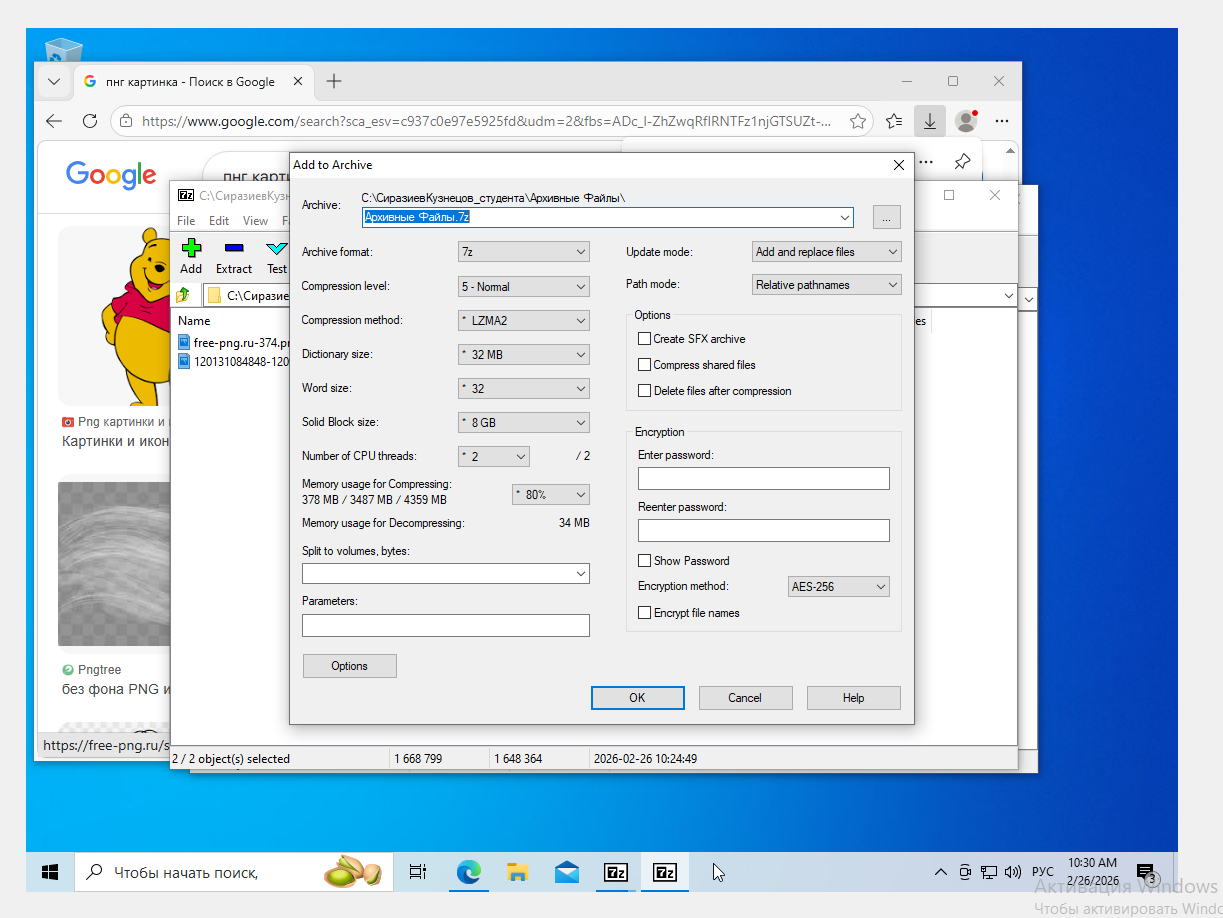 пнг картинка - Поиск в Google
https://www.google.com/search?sca_esv=c937c0e97e5925fd&udm=2&fbs=ADc_l-ZhZwqRfIRNTFz1njGTSUZt-...
Google
пнг карти
7z C:\СиразиевКузн
File Edit View
Add Extract Test
C:\Сиразие
Name
free-png.ru-374.pn
120131084848-120
Png картинки и
Картинки и икон
Pngtree
без фона PNG и
https://free-png.ru/s
Add to Archive
Archive:
C:\СиразиевКузнецов_студента\Архивные Файлы\
Архивные Файлы.7z
...
Archive format: 7z
Compression level: 5 - Normal
Compression method: * LZMA2
Dictionary size: * 32 MB
Word size: * 32
Solid Block size: * 8 GB
Number of CPU threads: * 2 / 2
Memory usage for Compressing:
378 MB / 3487 MB / 4359 MB * 80%
Memory usage for Decompressing: 34 MB
Split to volumes, bytes:
Parameters:
Options
Update mode: Add and replace files
Path mode: Relative pathnames
Options
Create SFX archive
Compress shared files
Delete files after compression
Encryption
Enter password:
Reenter password:
Show Password
Encryption method: AES-256
Encrypt file names
OK Cancel Help
2 / 2 object(s) selected 1 668 799 1 648 364 2026-02-26 10:24:49
Чтобы начать поиск,
7z 7z
РУС
10:30 AM
2/26/2026
3
Активация Windows
Чтобы активировать Windo